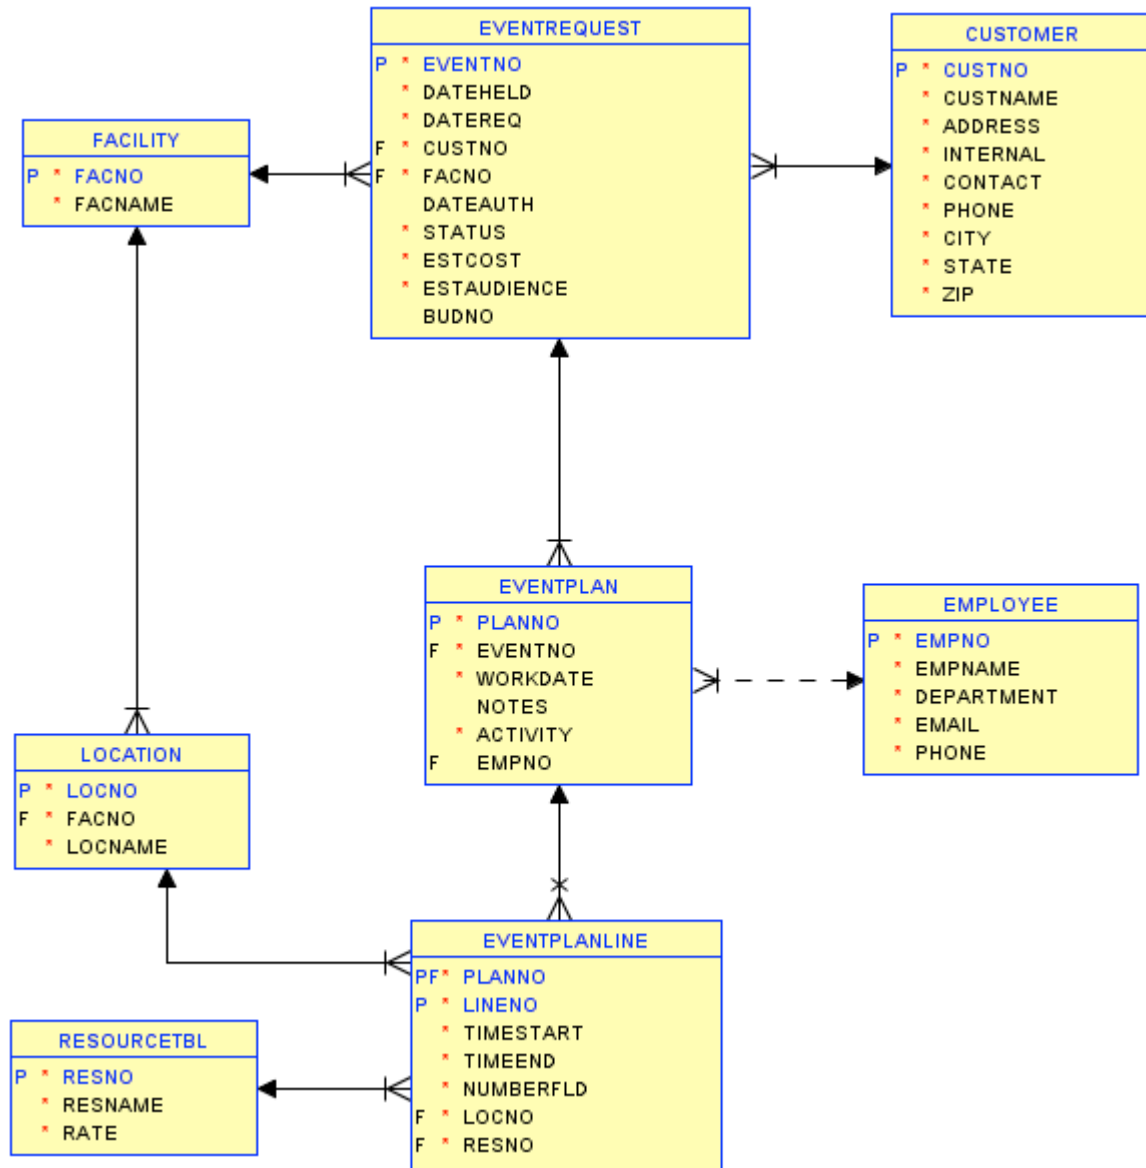 EVENTREQUEST
P * EVENTNO
* DATEHELD
* DATEREQ
F * CUSTNO
F * FACNO
DATEAUTH
* STATUS
* ESTCOST
* ESTAUDIENCE
BUDNO
CUSTOMER
P * CUSTNO
* CUSTNAME
* ADDRESS
* INTERNAL
* CONTACT
* PHONE
* CITY
* STATE
* ZIP
FACILITY
P * FACNO
* FACNAME
EVENTPLAN
P * PLANNO
F * EVENTNO
* WORKDATE
NOTES
* ACTIVITY
F EMPNO
EMPLOYEE
P * EMPNO
* EMPNAME
* DEPARTMENT
* EMAIL
* PHONE
LOCATION
P * LOCNO
F * FACNO
* LOCNAME
EVENTPLANLINE
PF* PLANNO
P * LINENO
* TIMESTART
* TIMEEND
* NUMBERFLD
F * LOCNO
F * RESNO
RESOURCETBL
P * RESNO
* RESNAME
* RATE